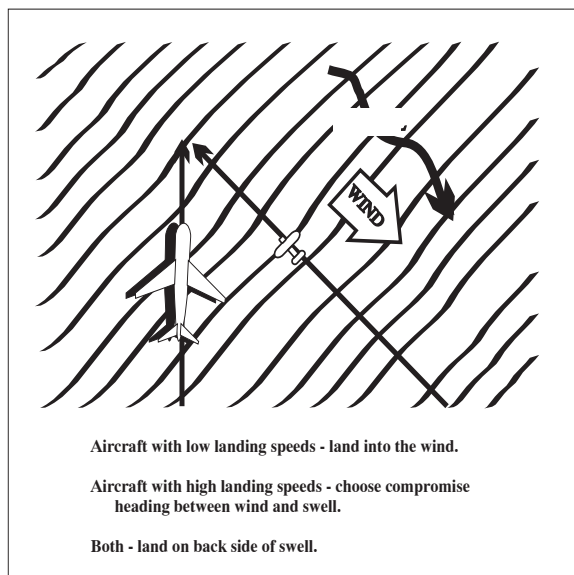 WIND
Aircraft with low landing speeds - land into the wind.
Aircraft with high landing speeds - choose compromise
heading between wind and swell.
Both - land on back side of swell.